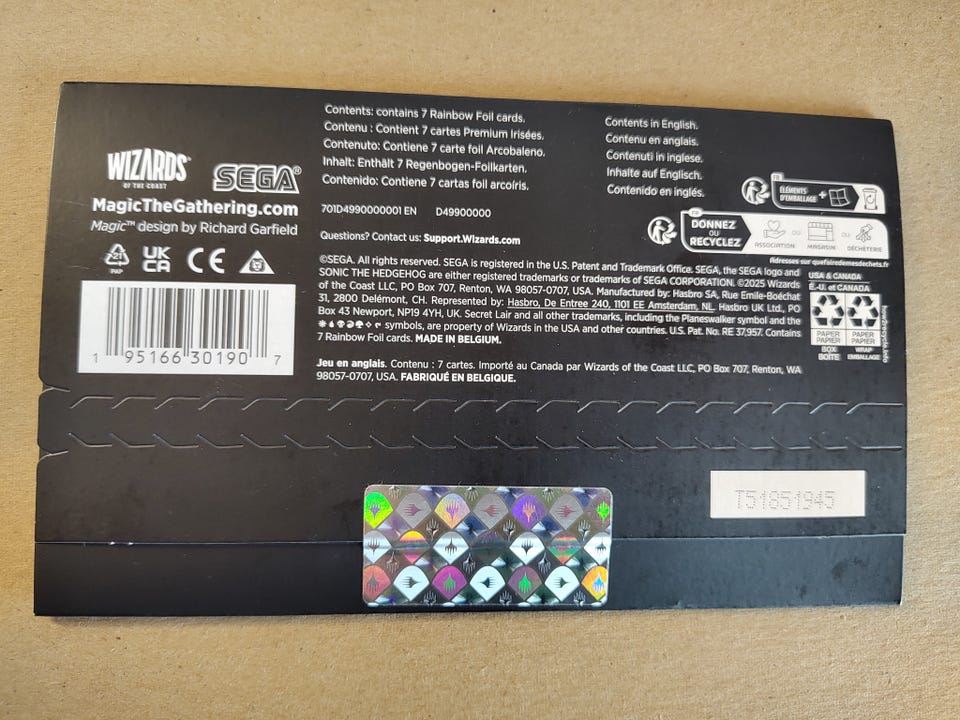 Contents: contains 7 Rainbow Foil cards.
Contenu : Contient 7 cartes Premium Irisées.
Contenuto: Contiene 7 carte foil Arcobaleno.
Inhalt: Enthält 7 Regenbogen-Foilkarten.
Contenido: Contiene 7 cartas foil arcoíris.
Contents in English.
Contenu en anglais.
Contenuti in inglese.
Inhalte auf Englisch.
Contenido en inglés.
WIZARDS
OF THE COAST
SEGA®
MagicTheGathering.com
Magic™ design by Richard Garfield
21
PAP
UK
CA
CE
701D4990000001 EN D49900000
Questions? Contact us: Support.Wizards.com
FR
ÉLÉMENTS
D'EMBALLAGE +
FR
DONNEZ
OU
RECYCLEZ
ASSOCIATION OU MAGASIN OU DÉCHÈTERIE
Adresses sur quefairedemesdechets.fr
©SEGA. All rights reserved. SEGA is registered in the U.S. Patent and Trademark Office. SEGA, the SEGA logo and
SONIC THE HEDGEHOG are either registered trademarks or trademarks of SEGA CORPORATION. ©2025 Wizards
of the Coast LLC, PO Box 707, Renton, WA 98057-0707, USA. Manufactured by: Hasbro SA, Rue Emile-Boéchat
31, 2800 Delémont, CH. Represented by: Hasbro, De Entree 240, 1101 EE Amsterdam, NL. Hasbro UK Ltd., PO
Box 43 Newport, NP19 4YH, UK. Secret Lair and all other trademarks, including the Planeswalker symbol and the
symbols, are property of Wizards in the USA and other countries. U.S. Pat. No. RE 37,957. Contains
7 Rainbow Foil cards. MADE IN BELGIUM.
USA & CANADA
É.-U. et CANADA
PAPER PAPER
PAPIER PAPIER
BOX WRAP
BOÎTE EMBALLAGE
how2recycle.info
1 95166 30190 7
Jeu en anglais. Contenu : 7 cartes. Importé au Canada par Wizards of the Coast LLC, PO Box 707, Renton, WA
98057-0707, USA. FABRIQUÉ EN BELGIQUE.
T51851945